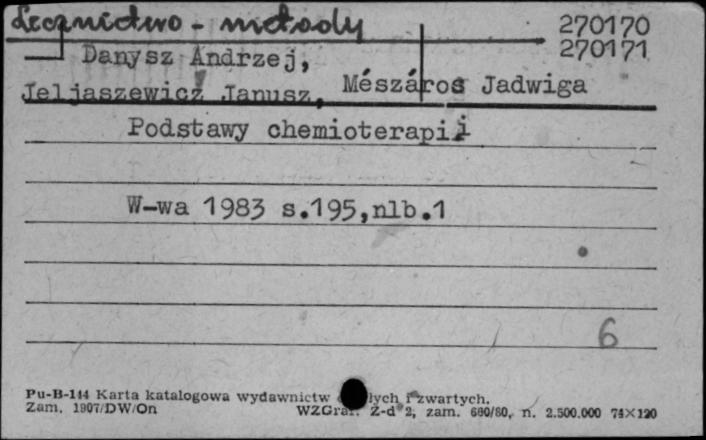 Lecznictwo - metody
270170
270171
Danysz Andrzej,
Jeljaszewicz Janusz, Mészáros Jadwiga
Podstawy chemioterapii
W-wa 1983 s.195,nlb.1
6
Pu-B-144 Karta katalogowa wydawnictw i zwartych.
Zam. 1907/DW/On WZGraf. Z-d 2, zam. 660/80, n. 2.500.000 74×120